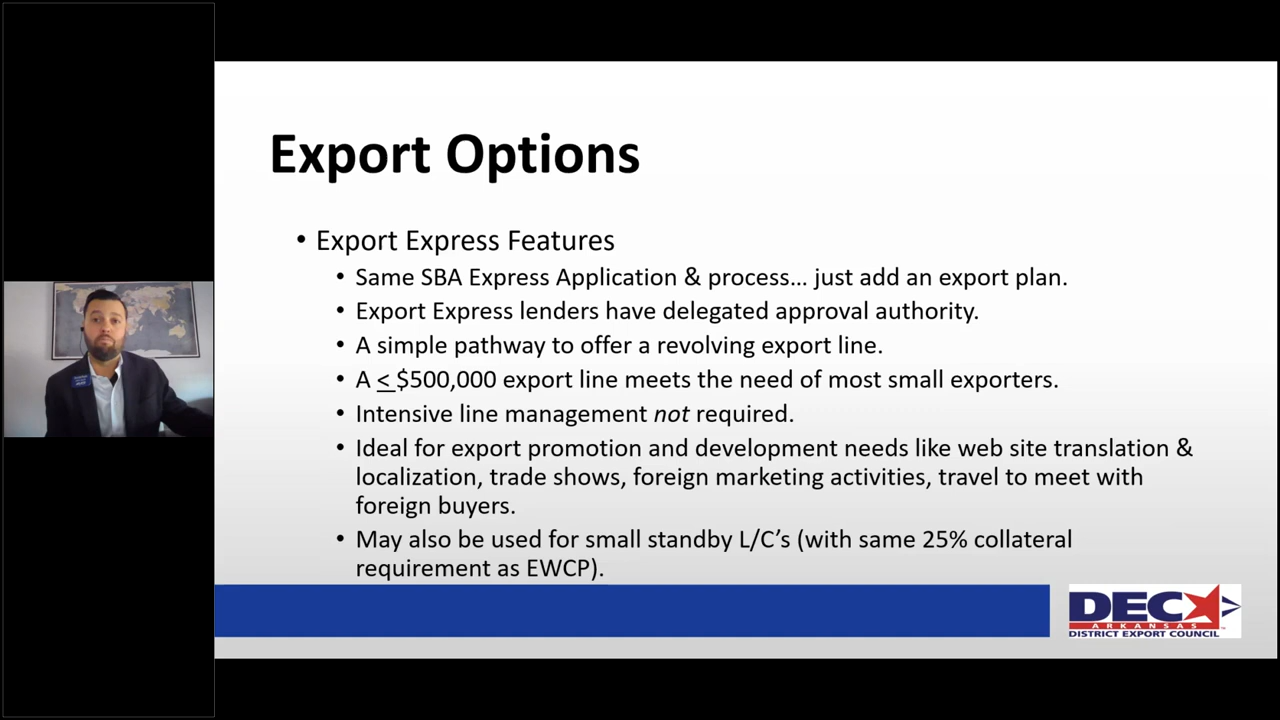 Export Options
• Export Express Features
• Same SBA Express Application & process... just add an export plan.
• Export Express lenders have delegated approval authority.
• A simple pathway to offer a revolving export line.
• A < $500,000 export line meets the need of most small exporters.
• Intensive line management not required.
• Ideal for export promotion and development needs like web site translation &
localization, trade shows, foreign marketing activities, travel to meet with
foreign buyers.
• May also be used for small standby L/C's (with same 25% collateral
requirement as EWCP).
DEC
ARKANSAS
DISTRICT EXPORT COUNCIL